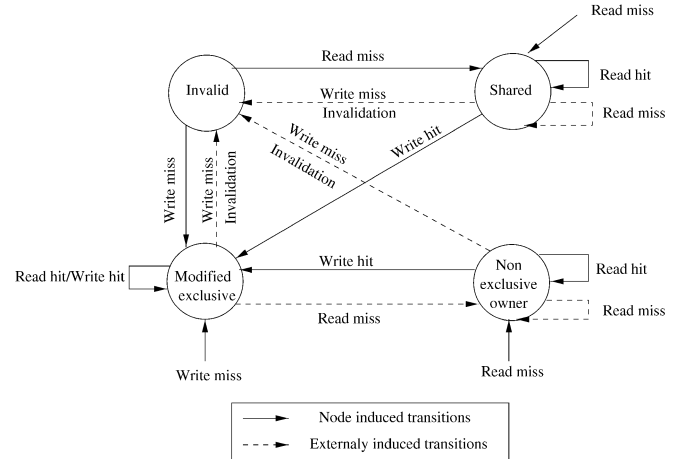 Read miss
Read miss
Invalid
Shared
Read hit
Write miss
Invalidation
Read miss
Write miss
Invalidation
Write hit
Write miss
Write miss
Invalidation
Read hit/Write hit
Modified
exclusive
Write hit
Non
exclusive
owner
Read hit
Read miss
Read miss
Write miss
Read miss
Node induced transitions
Externaly induced transitions